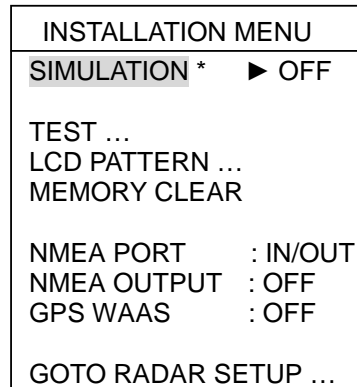 INSTALLATION MENU
SIMULATION * ► OFF
TEST …
LCD PATTERN …
MEMORY CLEAR
NMEA PORT : IN/OUT
NMEA OUTPUT : OFF
GPS WAAS : OFF
GOTO RADAR SETUP …